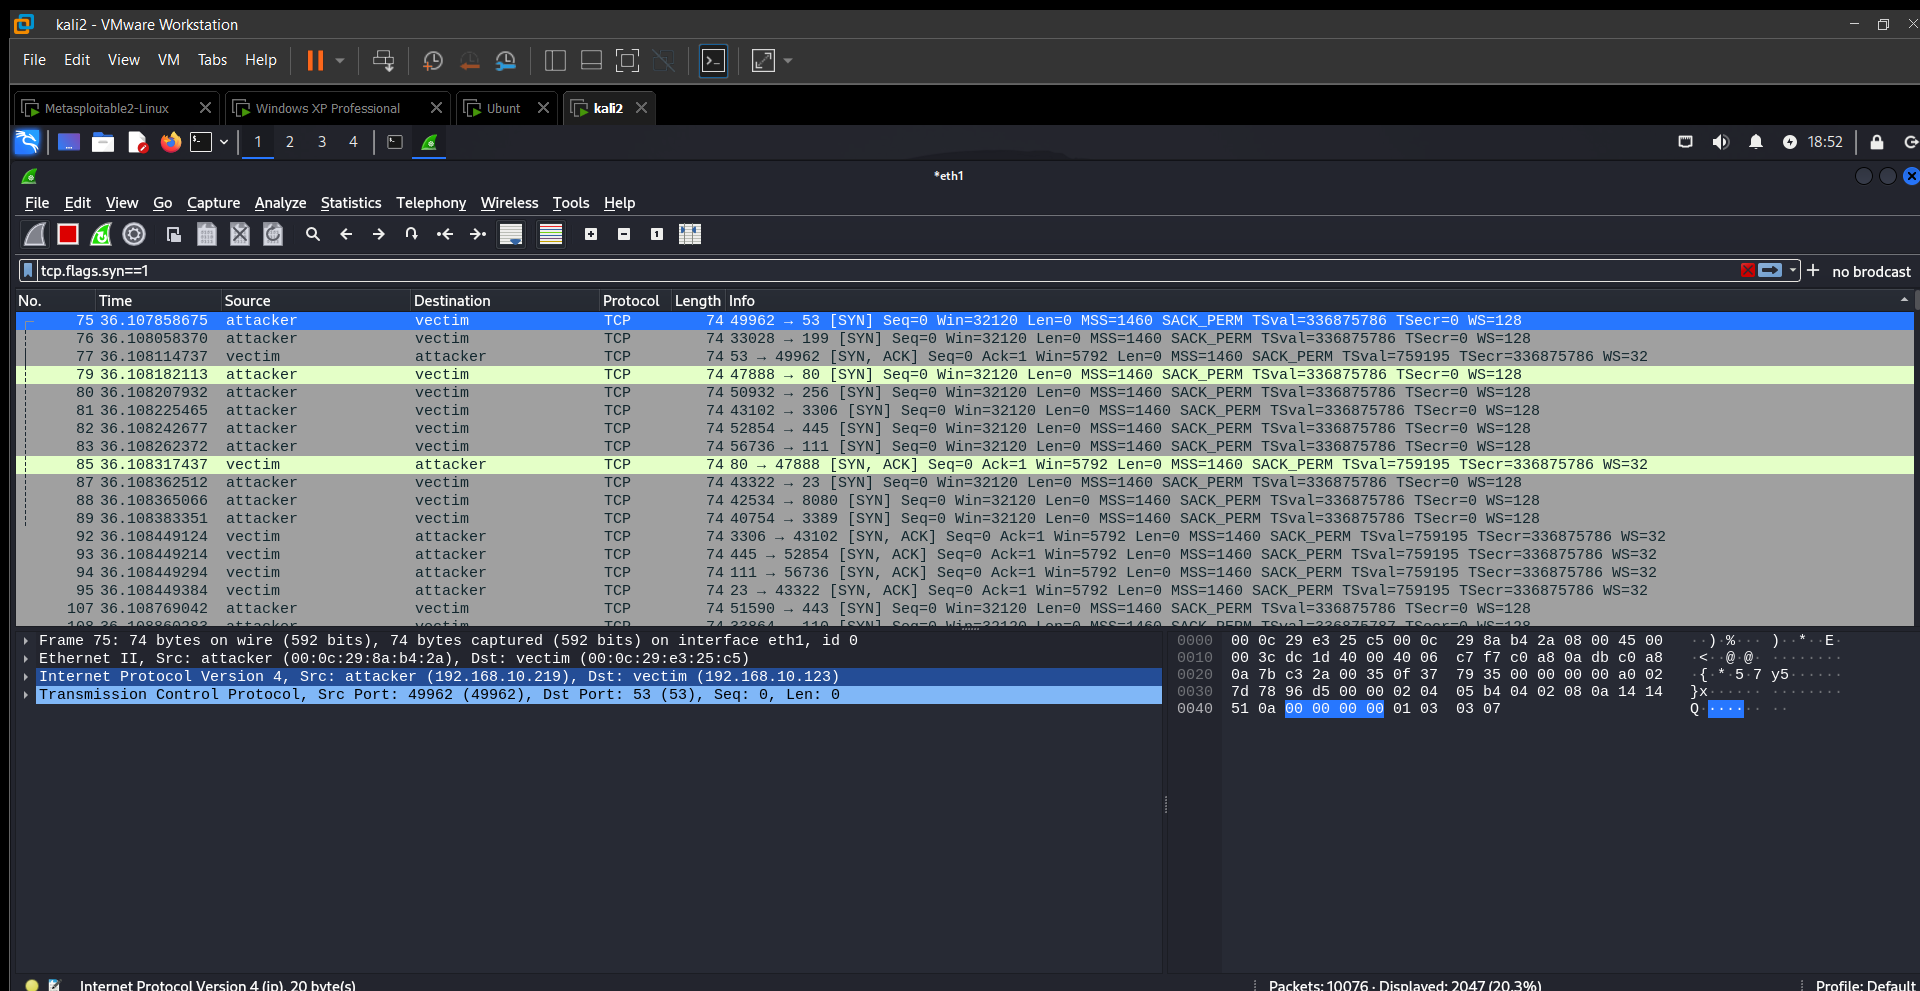 kali2 - VMware Workstation
File Edit View VM Tabs Help
Metasploitable2-Linux Windows XP Professional Ubunt kali2
1 2 3 4 18:52
*eth1
File Edit View Go Capture Analyze Statistics Telephony Wireless Tools Help
tcp.flags.syn==1 no brodcast
No. Time Source Destination Protocol Length Info
75 36.107858675 attacker vectim TCP 74 49962 → 53 [SYN] Seq=0 Win=32120 Len=0 MSS=1460 SACK_PERM TSval=336875786 TSecr=0 WS=128
76 36.108058370 attacker vectim TCP 74 33028 → 199 [SYN] Seq=0 Win=32120 Len=0 MSS=1460 SACK_PERM TSval=336875786 TSecr=0 WS=128
77 36.108114737 vectim attacker TCP 74 53 → 49962 [SYN, ACK] Seq=0 Ack=1 Win=5792 Len=0 MSS=1460 SACK_PERM TSval=759195 TSecr=336875786 WS=32
79 36.108182113 attacker vectim TCP 74 47888 → 80 [SYN] Seq=0 Win=32120 Len=0 MSS=1460 SACK_PERM TSval=336875786 TSecr=0 WS=128
80 36.108207932 attacker vectim TCP 74 50932 → 256 [SYN] Seq=0 Win=32120 Len=0 MSS=1460 SACK_PERM TSval=336875786 TSecr=0 WS=128
81 36.108225465 attacker vectim TCP 74 43102 → 3306 [SYN] Seq=0 Win=32120 Len=0 MSS=1460 SACK_PERM TSval=336875786 TSecr=0 WS=128
82 36.108242677 attacker vectim TCP 74 52854 → 445 [SYN] Seq=0 Win=32120 Len=0 MSS=1460 SACK_PERM TSval=336875786 TSecr=0 WS=128
83 36.108262372 attacker vectim TCP 74 56736 → 111 [SYN] Seq=0 Win=32120 Len=0 MSS=1460 SACK_PERM TSval=336875786 TSecr=0 WS=128
85 36.108317437 vectim attacker TCP 74 80 → 47888 [SYN, ACK] Seq=0 Ack=1 Win=5792 Len=0 MSS=1460 SACK_PERM TSval=759195 TSecr=336875786 WS=32
87 36.108362512 attacker vectim TCP 74 43322 → 23 [SYN] Seq=0 Win=32120 Len=0 MSS=1460 SACK_PERM TSval=336875786 TSecr=0 WS=128
88 36.108365066 attacker vectim TCP 74 42534 → 8080 [SYN] Seq=0 Win=32120 Len=0 MSS=1460 SACK_PERM TSval=336875786 TSecr=0 WS=128
89 36.108383351 attacker vectim TCP 74 40754 → 3389 [SYN] Seq=0 Win=32120 Len=0 MSS=1460 SACK_PERM TSval=336875786 TSecr=0 WS=128
92 36.108449124 vectim attacker TCP 74 3306 → 43102 [SYN, ACK] Seq=0 Ack=1 Win=5792 Len=0 MSS=1460 SACK_PERM TSval=759195 TSecr=336875786 WS=32
93 36.108449214 vectim attacker TCP 74 445 → 52854 [SYN, ACK] Seq=0 Ack=1 Win=5792 Len=0 MSS=1460 SACK_PERM TSval=759195 TSecr=336875786 WS=32
94 36.108449294 vectim attacker TCP 74 111 → 56736 [SYN, ACK] Seq=0 Ack=1 Win=5792 Len=0 MSS=1460 SACK_PERM TSval=759195 TSecr=336875786 WS=32
95 36.108449384 vectim attacker TCP 74 23 → 43322 [SYN, ACK] Seq=0 Ack=1 Win=5792 Len=0 MSS=1460 SACK_PERM TSval=759195 TSecr=336875786 WS=32
107 36.108769042 attacker vectim TCP 74 51590 → 443 [SYN] Seq=0 Win=32120 Len=0 MSS=1460 SACK_PERM TSval=336875786 TSecr=0 WS=128
Frame 75: 74 bytes on wire (592 bits), 74 bytes captured (592 bits) on interface eth1, id 0
Ethernet II, Src: attacker (00:0c:29:8a:b4:2a), Dst: vectim (00:0c:29:e3:25:c5)
Internet Protocol Version 4, Src: attacker (192.168.10.219), Dst: vectim (192.168.10.123)
Transmission Control Protocol, Src Port: 49962 (49962), Dst Port: 53 (53), Seq: 0, Len: 0
0000 00 0c 29 e3 25 c5 00 0c 29 8a b4 2a 08 00 45 00 ··)·%··· )··*··E·
0010 00 3c dc 1d 40 00 40 06 c7 f7 c0 a8 0a db c0 a8 ·<··@·@· ········
0020 0a 7b c3 2a 00 35 0f 37 79 35 00 00 00 00 a0 02 ·{·*·5·7 y5······
0030 7d 78 96 d5 00 00 02 04 05 b4 04 02 08 0a 14 14 }x······ ········
0040 51 0a 00 00 00 00 01 03 03 07 Q······· ··
Internet Protocol Version 4 (ip), 20 byte(s) Packets: 10076 · Displayed: 2047 (20.3%) Profile: Default